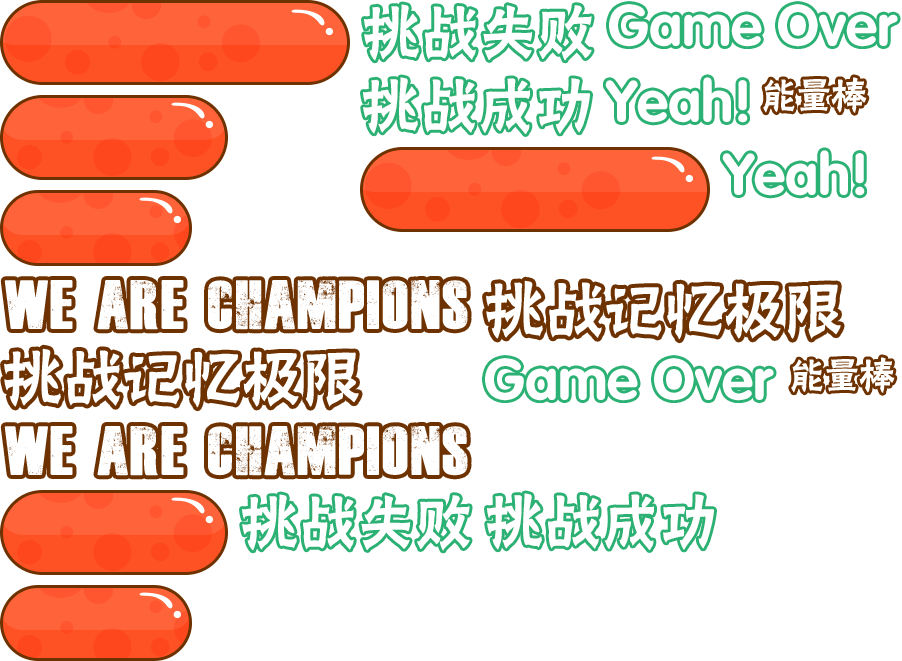 挑战失败 Game Over
挑战成功 Yeah! 能量棒
Yeah!
WE ARE CHAMPIONS 挑战记忆极限
挑战记忆极限 Game Over 能量棒
WE ARE CHAMPIONS
挑战失败 挑战成功